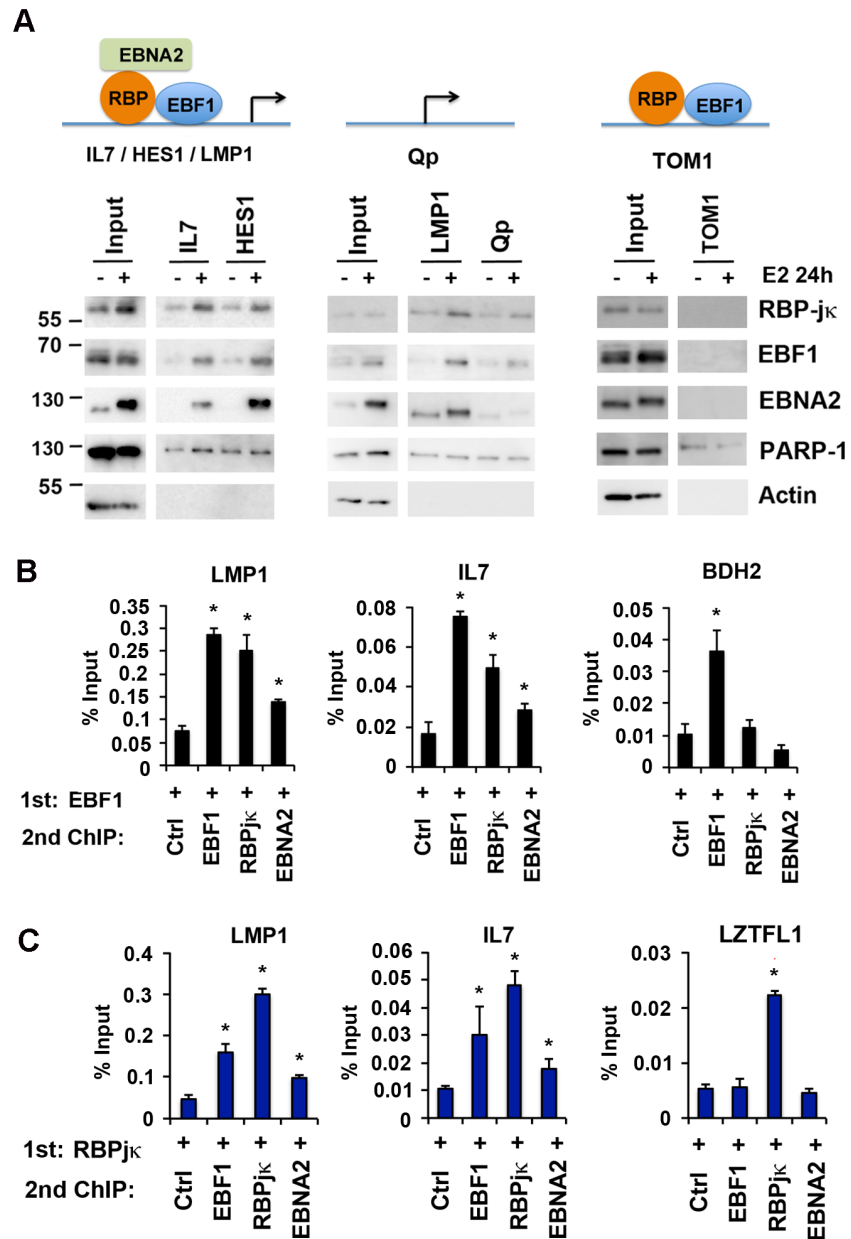 A
EBNA2
RBP EBF1
RBP EBF1
IL7 / HES1 / LMP1
Qp
TOM1
Input IL7 HES1
Input LMP1 Qp
Input TOM1
- + - + - +
- + - + - +
- + - + E2 24h
55 RBP-jκ
70 EBF1
130 EBNA2
130 PARP-1
55 Actin
B
LMP1
% Input
0.35
0.3
0.25
0.2
0.15
0.1
0.05
0
* * *
IL7
% Input
0.08
0.06
0.04
0.02
0
* * *
BDH2
% Input
0.05
0.04
0.03
0.02
0.01
0
*
1st: EBF1 + + + + + + + + + + + +
2nd ChIP: Ctrl EBF1 RBPjκ EBNA2 Ctrl EBF1 RBPjκ EBNA2 Ctrl EBF1 RBPjκ EBNA2
C
LMP1
% Input
0.4
0.3
0.2
0.1
0
* * *
IL7
% Input
0.06
0.05
0.04
0.03
0.02
0.01
0
* * *
LZTFL1
% Input
0.03
0.02
0.01
0
*
1st: RBPjκ + + + + + + + + + + + +
2nd ChIP: Ctrl EBF1 RBPjκ EBNA2 Ctrl EBF1 RBPjκ EBNA2 Ctrl EBF1 RBPjκ EBNA2